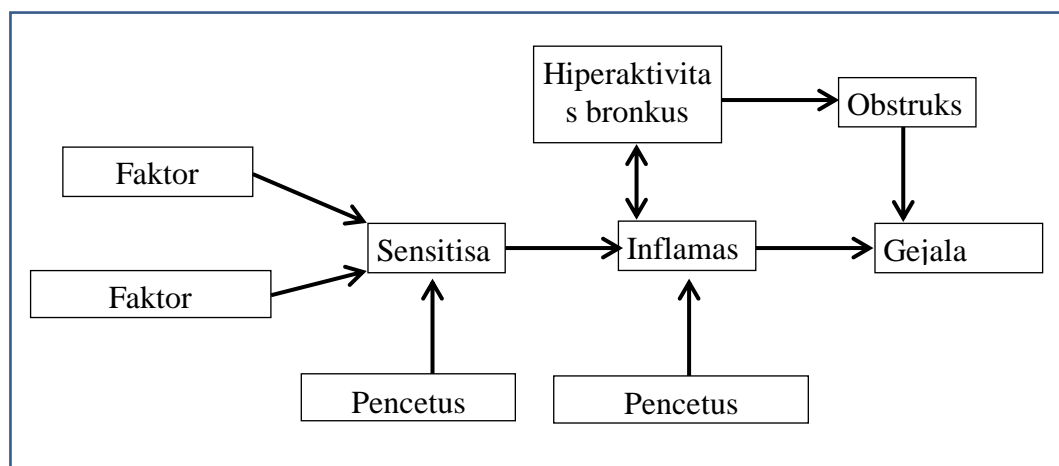 Hiperaktivita
s bronkus
Obstruks
Faktor
Sensitisa
Inflamas
Gejala
Faktor
Pencetus
Pencetus